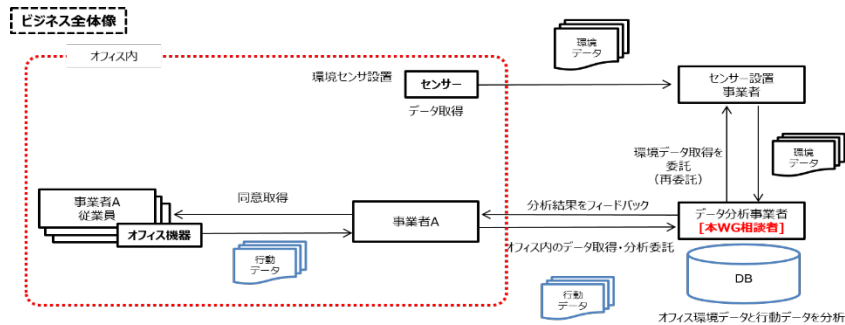 ビジネス全体像
オフィス内
環境
データ
環境センサ設置
センサー
データ取得
センサー設置
事業者
環境データ取得を
委託
（再委託）
環境
データ
事業者A
従業員
オフィス機器
同意取得
行動
データ
事業者A
分析結果をフィードバック
オフィス内のデータ取得・分析委託
データ分析事業者
[本WG相談者]
行動
データ
DB
オフィス環境データと行動データを分析